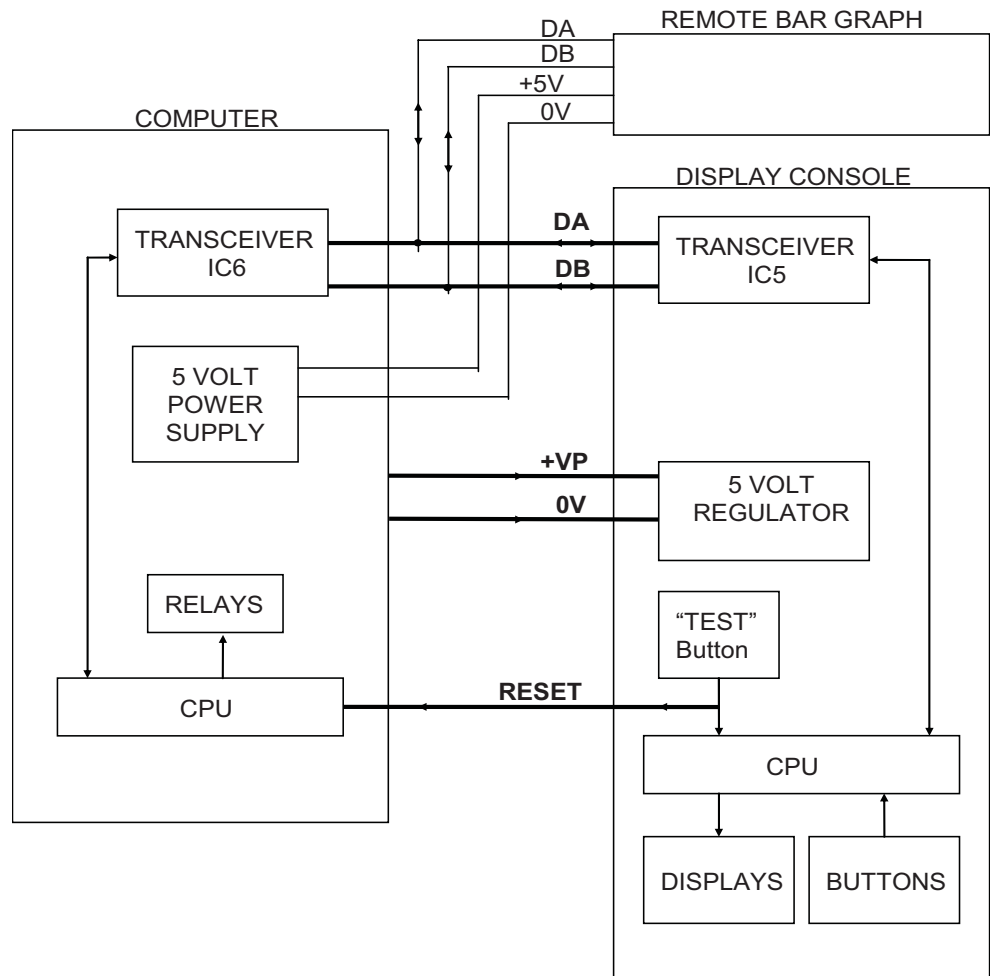 REMOTE BAR GRAPH
DA
DB
+5V
0V
COMPUTER
DISPLAY CONSOLE
TRANSCEIVER
IC6
DA
DB
TRANSCEIVER
IC5
5 VOLT
POWER
SUPPLY
+VP
0V
5 VOLT
REGULATOR
RELAYS
“TEST”
Button
CPU
RESET
CPU
DISPLAYS
BUTTONS